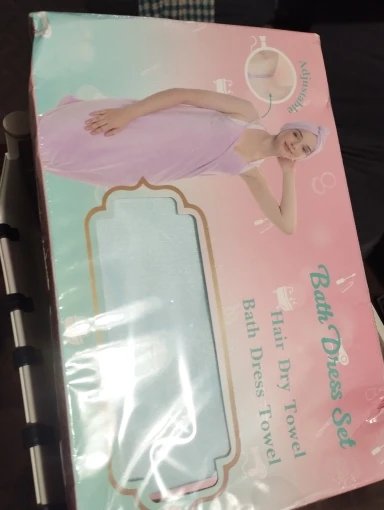 Adjustable
Bath Dress Set
Hair Dry Towel
Bath Dress Towel